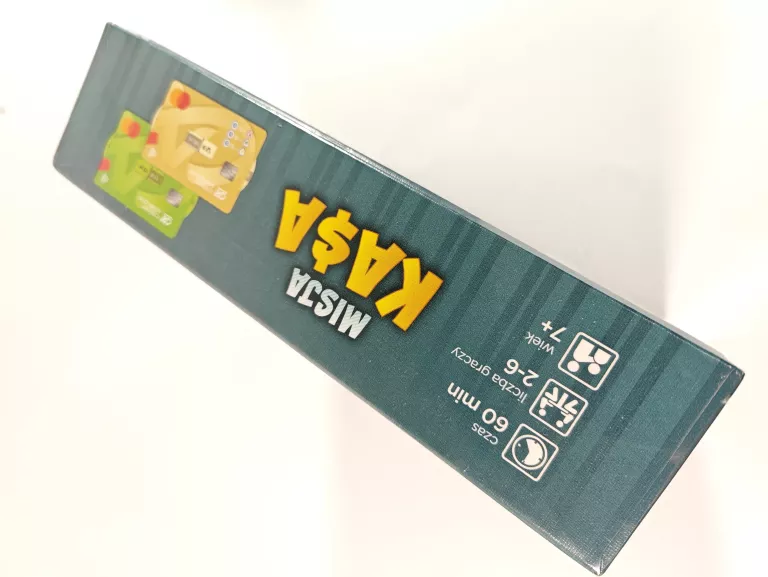 MISJA
KA$A
czas
60 min
liczba graczy
2-6
wiek
7+